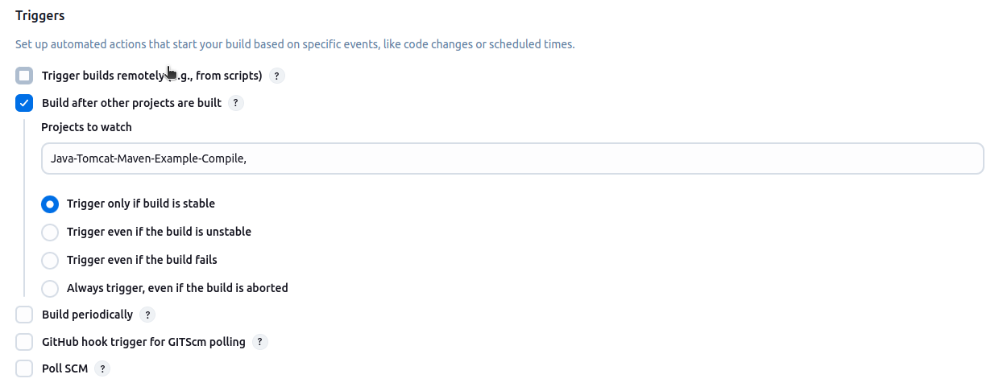 Triggers
Set up automated actions that start your build based on specific events, like code changes or scheduled times.
Trigger builds remotely .g., from scripts) ?
Build after other projects are built ?
Projects to watch
Java-Tomcat-Maven-Example-Compile,
Trigger only if build is stable
Trigger even if the build is unstable
Trigger even if the build fails
Always trigger, even if the build is aborted
Build periodically ?
GitHub hook trigger for GITScm polling ?
Poll SCM ?